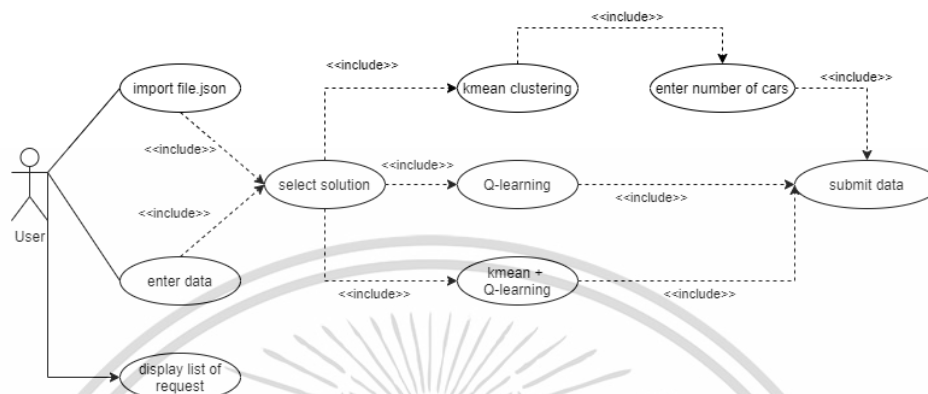 <<include>>
import file.json
<<include>>
kmean clustering
enter number of cars
<<include>>
<<include>>
select solution
<<include>>
Q-learning
<<include>>
submit data
<<include>>
User
enter data
<<include>>
kmean +
Q-learning
<<include>>
display list of
request